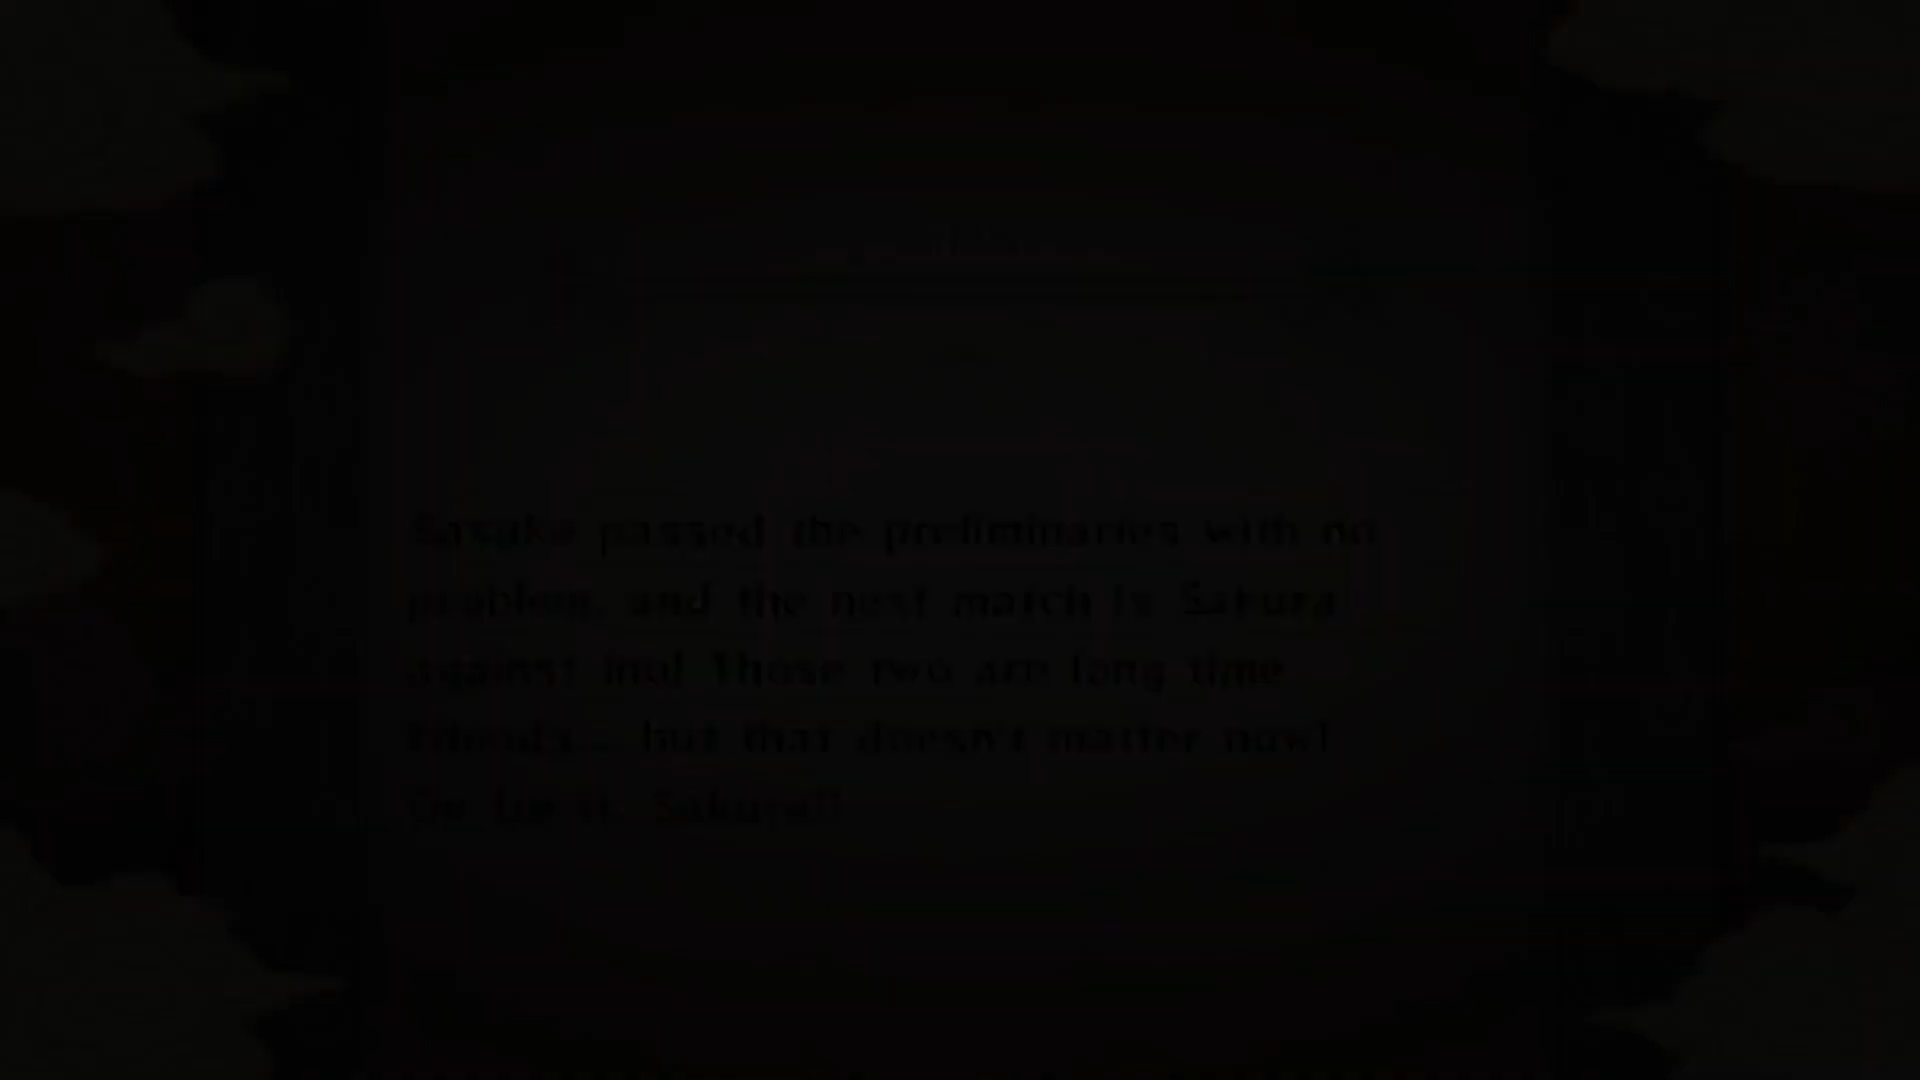 Sasuke passed the preliminaries with no
problem, and the next match is Sakura
against Ino! Those two are long time
friends... but that doesn't matter now!
Go for it, Sakura!!